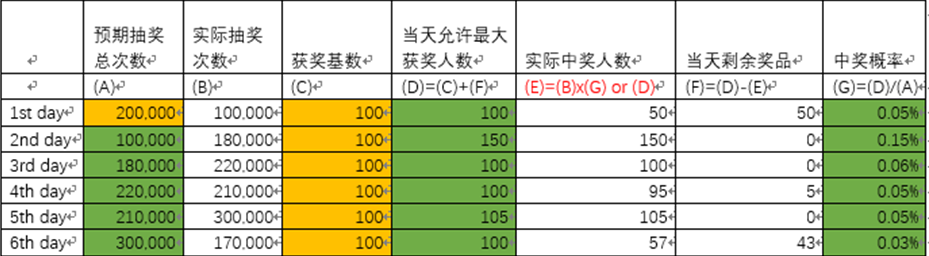 预期抽奖总次数 实际抽奖次数 获奖基数 当天允许最大获奖人数 实际中奖人数 当天剩余奖品 中奖概率
(A) (B) (C) (D)=(C)+(F) (E)=(B)x(G) or (D) (F)=(D)-(E) (G)=(D)/(A)
1st day 200,000 100,000 100 100 50 50 0.05%
2nd day 100,000 180,000 100 150 150 0 0.15%
3rd day 180,000 220,000 100 100 100 0 0.06%
4th day 220,000 210,000 100 100 95 5 0.05%
5th day 210,000 300,000 100 105 105 0 0.05%
6th day 300,000 170,000 100 100 57 43 0.03%